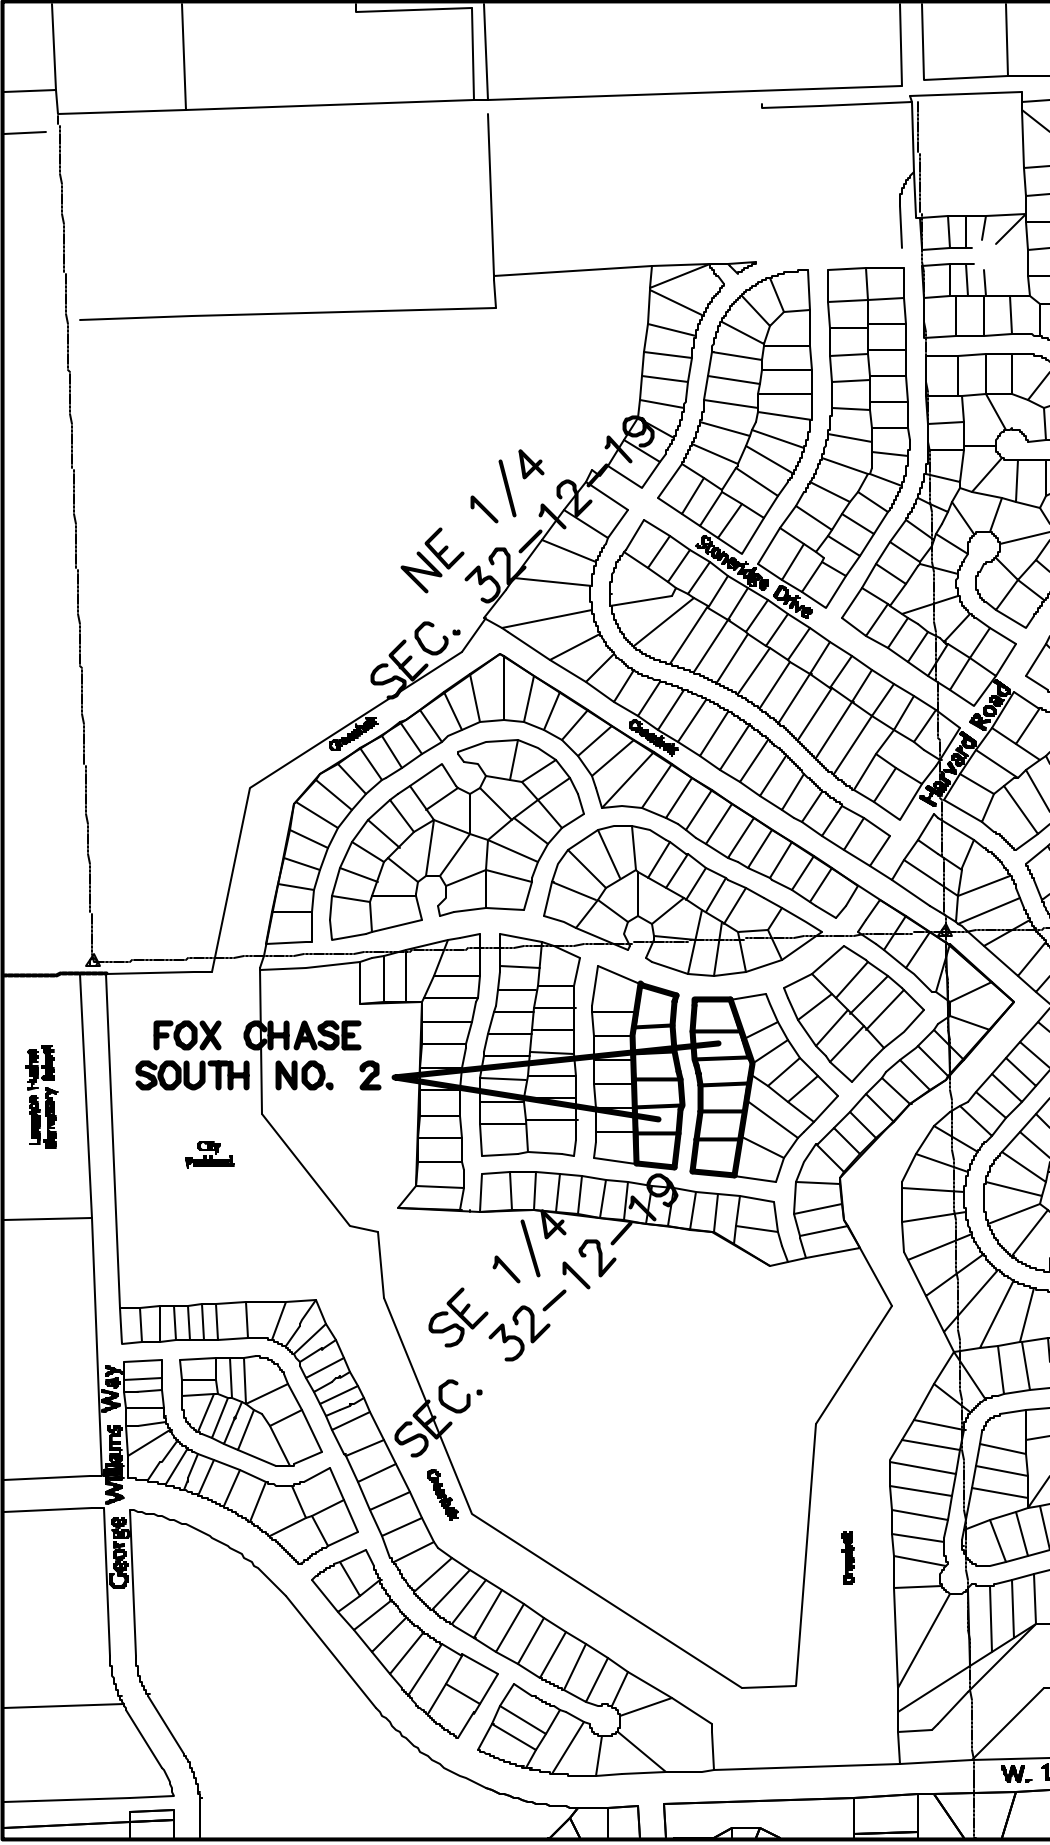 NE 1/4
SEC. 32-12-19
Stoneridge Drive
Harvard Road
Greenbelt
Greenbelt
FOX CHASE
SOUTH NO. 2
City
SE 1/4
SEC. 32-12-19
George Williams Way
Greenbelt
Greenbelt
W. 1